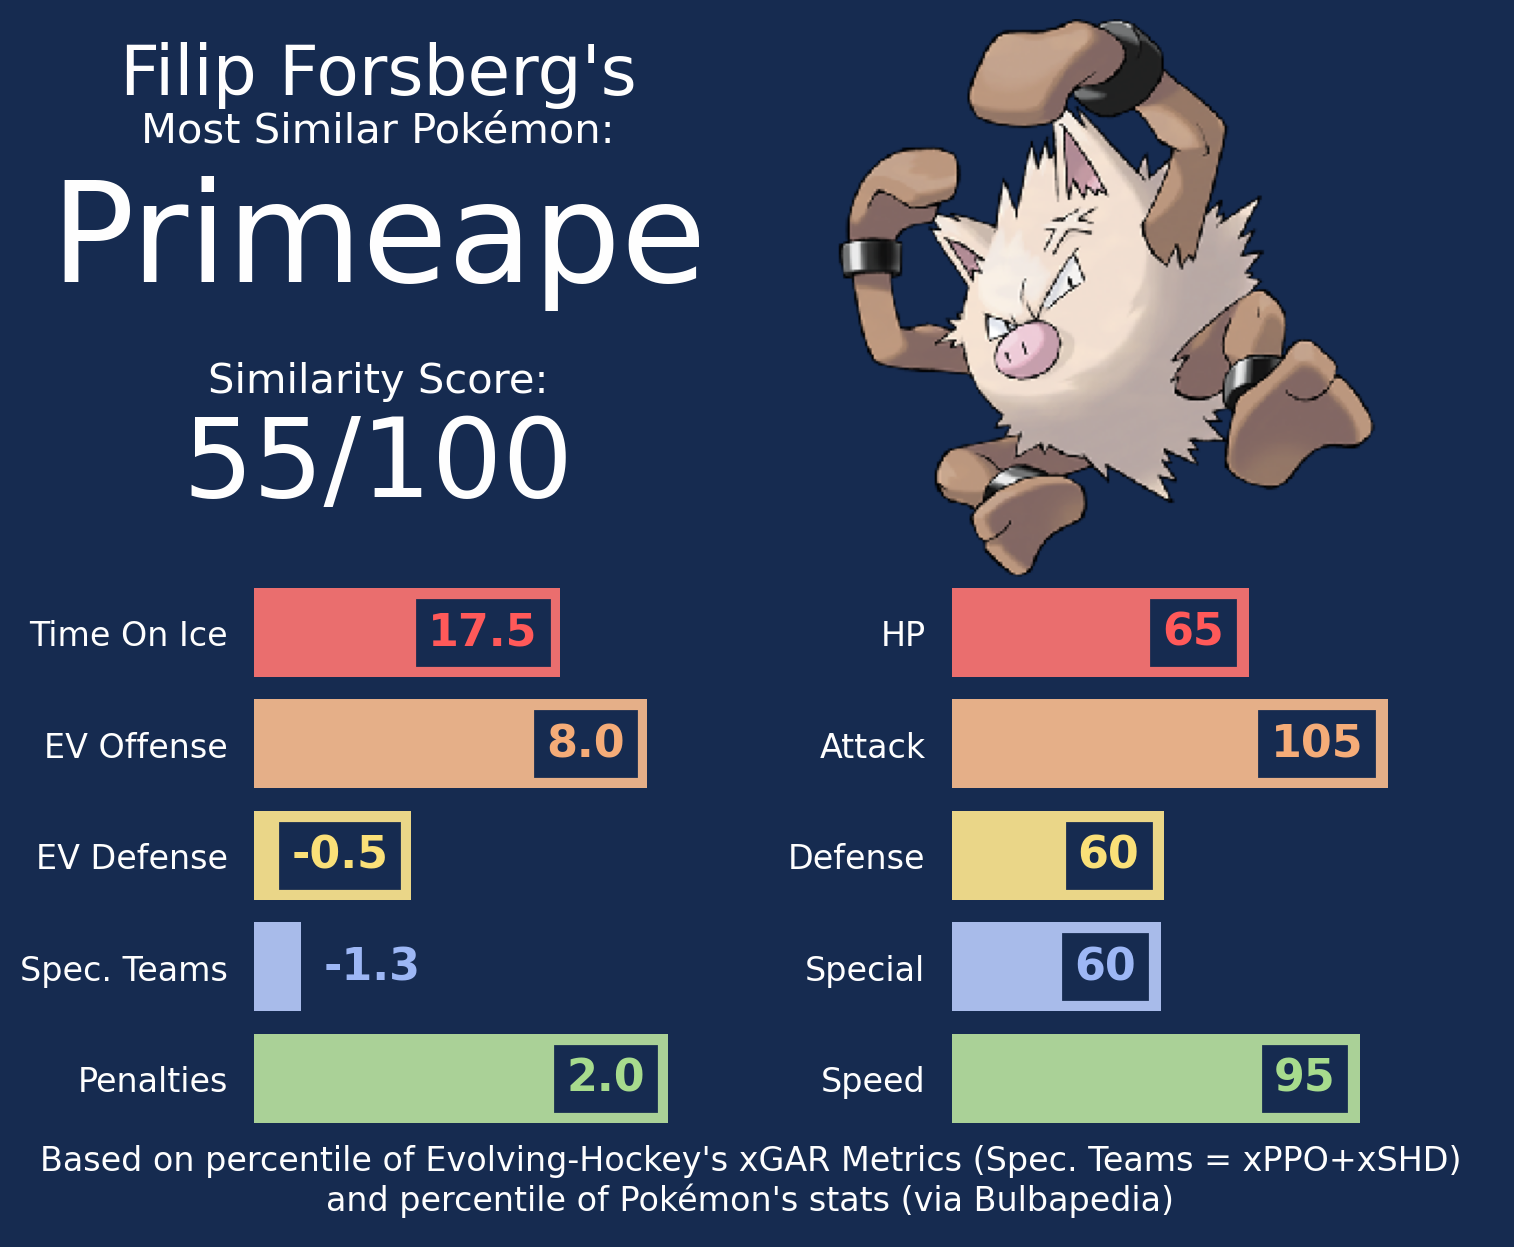 Filip Forsberg's
Most Similar Pokémon:
Primeape
Similarity Score:
55/100
Time On Ice 17.5
EV Offense 8.0
EV Defense -0.5
Spec. Teams -1.3
Penalties 2.0
HP 65
Attack 105
Defense 60
Special 60
Speed 95
Based on percentile of Evolving-Hockey's xGAR Metrics (Spec. Teams = xPPO+xSHD)
and percentile of Pokémon's stats (via Bulbapedia)